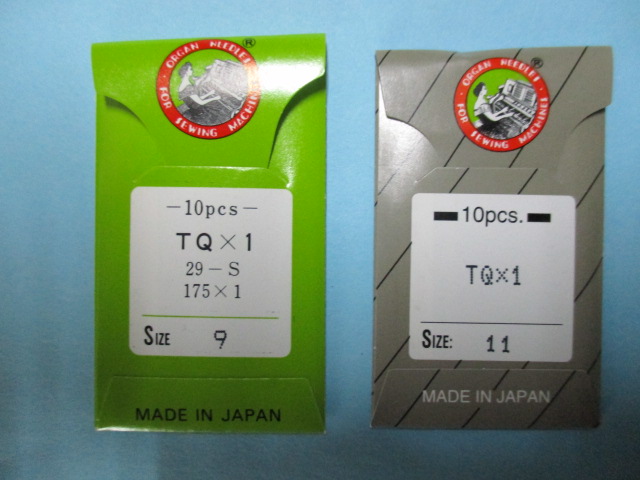 ORGAN NEEDLES
FOR SEWING MACHINES
®
-10pcs-
TQ×1
29-S
175×1
SIZE 9
MADE IN JAPAN
ORGAN NEEDLES
FOR SEWING MACHINES
®
10pcs.
TQ×1
SIZE: 11
MADE IN JAPAN